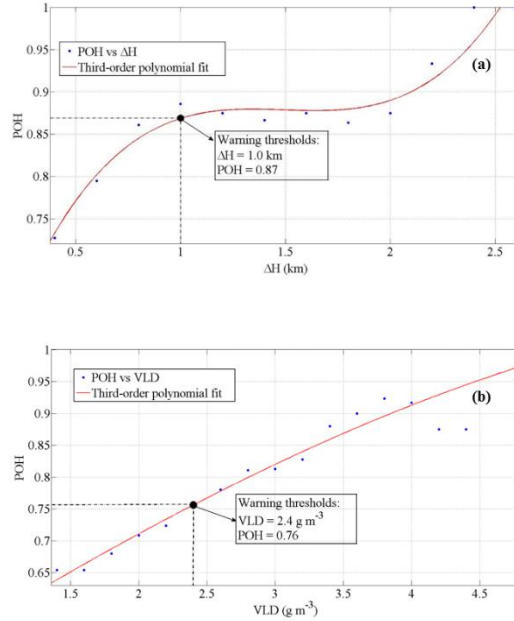 1
0.95
0.9
0.85
0.8
0.75
POH
POH vs ΔH
Third-order polynomial fit
(a)
Warning thresholds:
ΔH = 1.0 km
POH = 0.87
0.5 1 1.5 2 2.5
ΔH (km)
1
0.95
0.9
0.85
0.8
0.75
0.7
0.65
POH
POH vs VLD
Third-order polynomial fit
(b)
Warning thresholds:
VLD = 2.4 g m⁻³
POH = 0.76
1.5 2 2.5 3 3.5 4 4.5
VLD (g m⁻³)